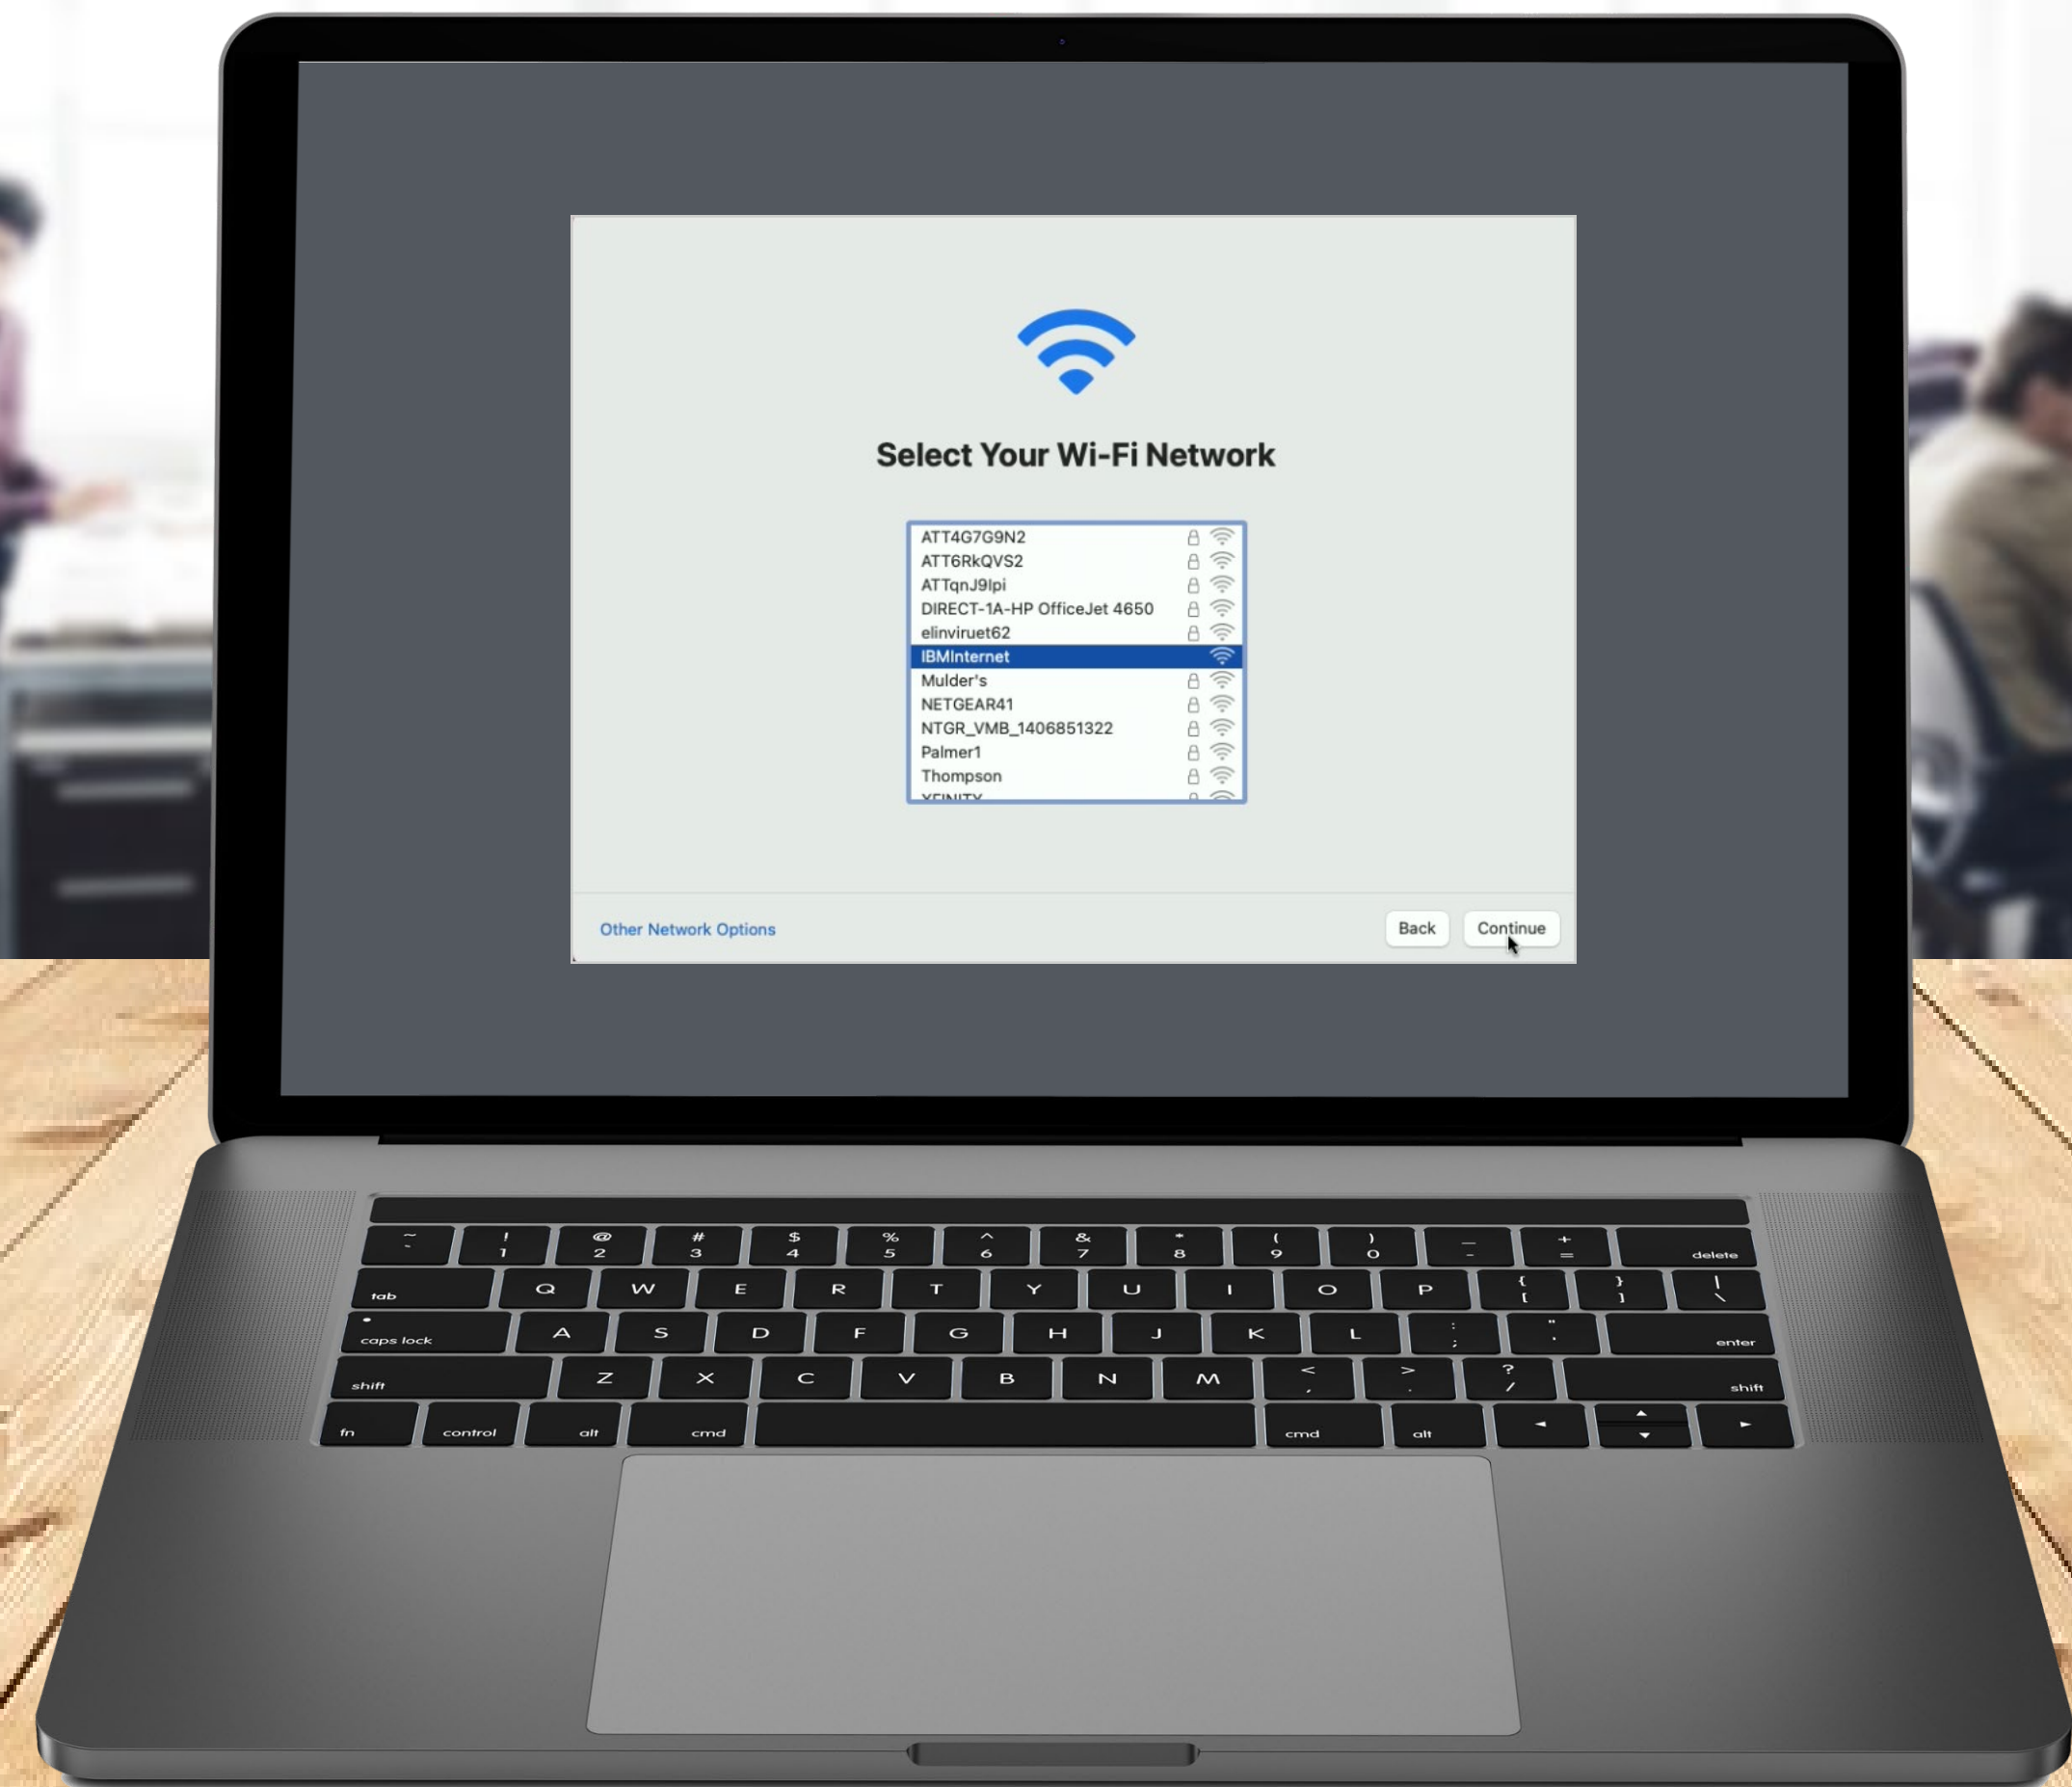 Select Your Wi-Fi Network
ATT4G7G9N2
ATT6RkQVS2
ATTqnJ9lpi
DIRECT-1A-HP OfficeJet 4650
elinviruet62
IBMInternet
Mulder's
NETGEAR41
NTGR_VMB_1406851322
Palmer1
Thompson
XFINITY
Other Network Options
Back
Continue
~ ! @ # $ % ^ & * ( ) _ +
` 1 2 3 4 5 6 7 8 9 0 - = delete
tab Q W E R T Y U I O P { } |
[ ] \
caps lock A S D F G H J K L : "
; ' enter
shift Z X C V B N M < > ? shift
, . /
fn control alt cmd cmd alt